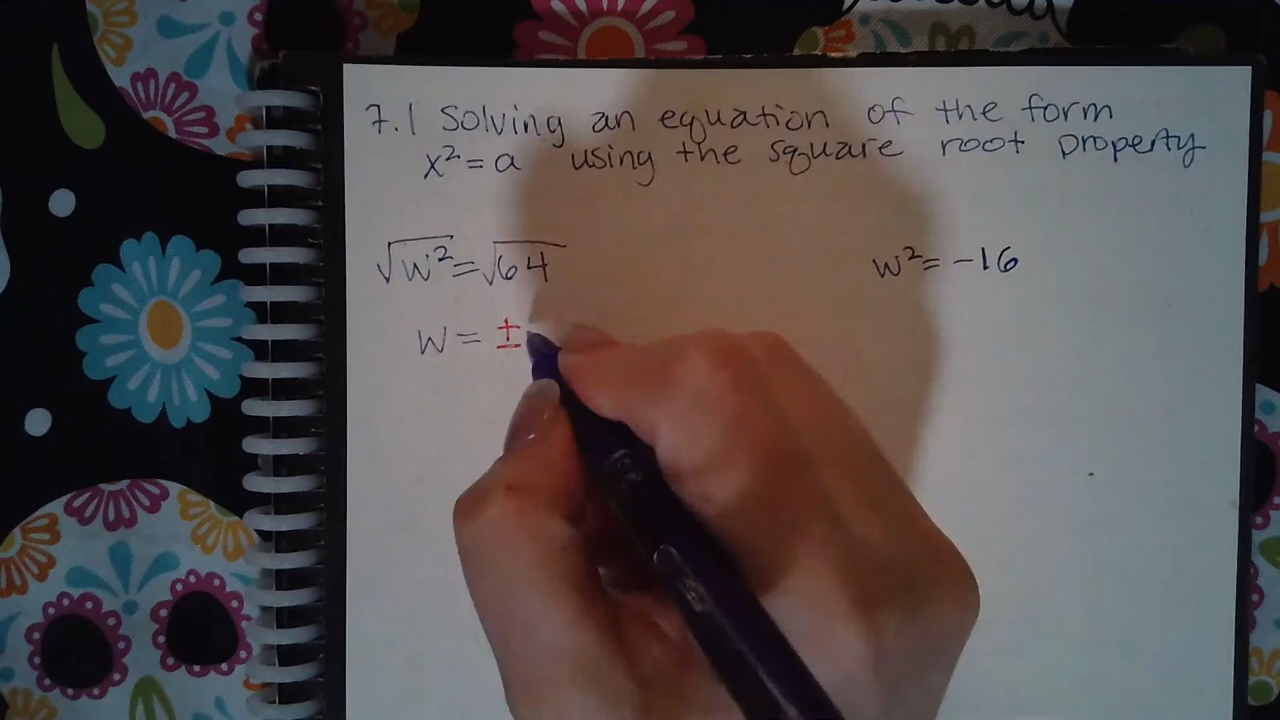 7.1 Solving an equation of the form
x² = a using the square root property
√w² = √64
w² = -16
w = ±